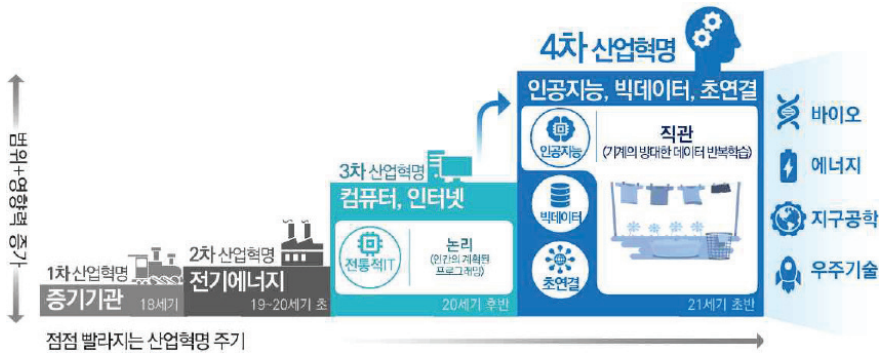 4차 산업혁명
인공지능, 빅데이터, 초연결
인공지능
직관
(기계의 방대한 데이터 반복학습)
빅데이터
초연결
21세기 초반
3차 산업혁명
컴퓨터, 인터넷
전통적IT
논리
(인간의 계획된
프로그래밍)
20세기 후반
2차 산업혁명
전기에너지
19~20세기 초
1차 산업혁명
증기기관
18세기
바이오
에너지
지구공학
우주기술
범위+영향력 증가
점점 빨라지는 산업혁명 주기